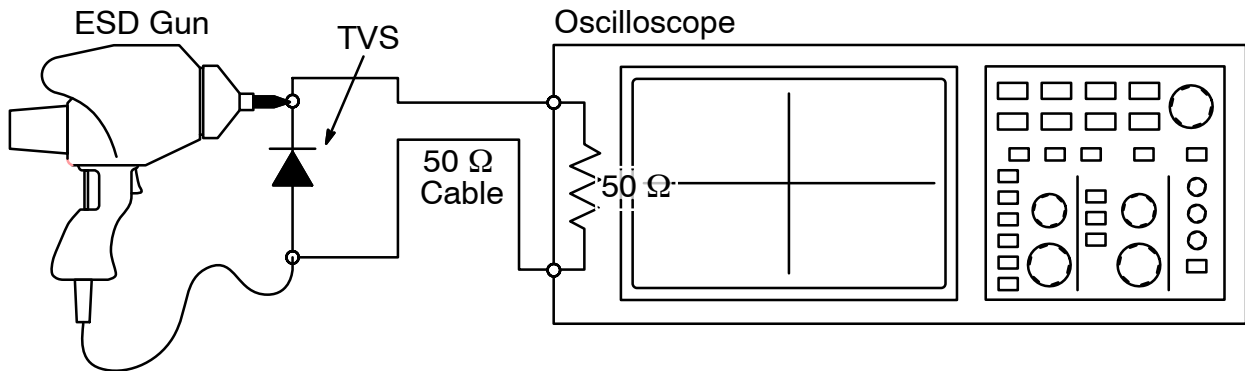 ESD Gun
TVS
Oscilloscope
50 Ω
Cable
50 Ω